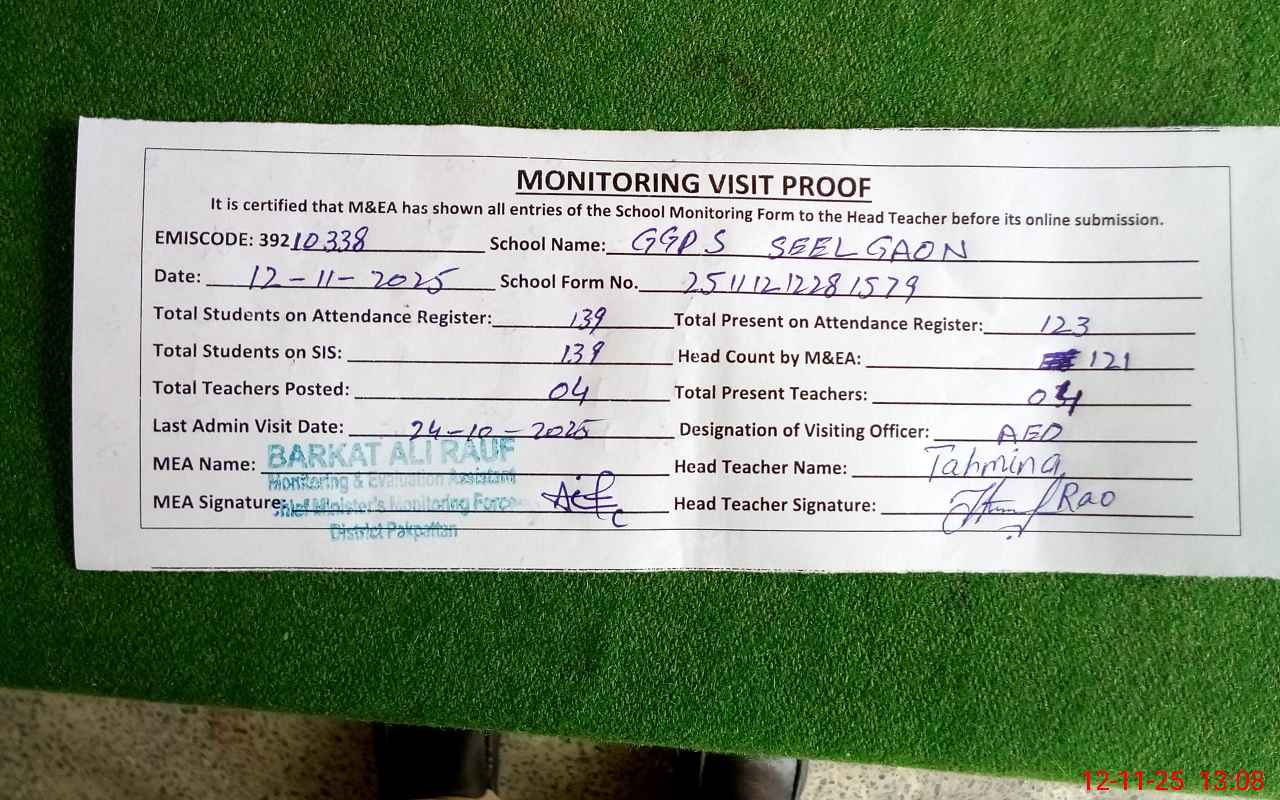 MONITORING VISIT PROOF
It is certified that M&EA has shown all entries of the School Monitoring Form to the Head Teacher before its online submission.
EMISCODE: 39210338 School Name: GGPS SEEL GAON
Date: 12-11-2025 School Form No. 25111212281579
Total Students on Attendance Register: 139 Total Present on Attendance Register: 123
Total Students on SIS: 139 Head Count by M&EA: 121
Total Teachers Posted: 04 Total Present Teachers: 04
Last Admin Visit Date: 24-10-2025 Designation of Visiting Officer: AEO
MEA Name: BARKAT ALI RAUF Head Teacher Name: Tahmina
Monitoring & Evaluation Assistant
MEA Signature: Chief Minister's Monitoring Force Head Teacher Signature: Rao
District Pakpattan
12-11-25 13:08